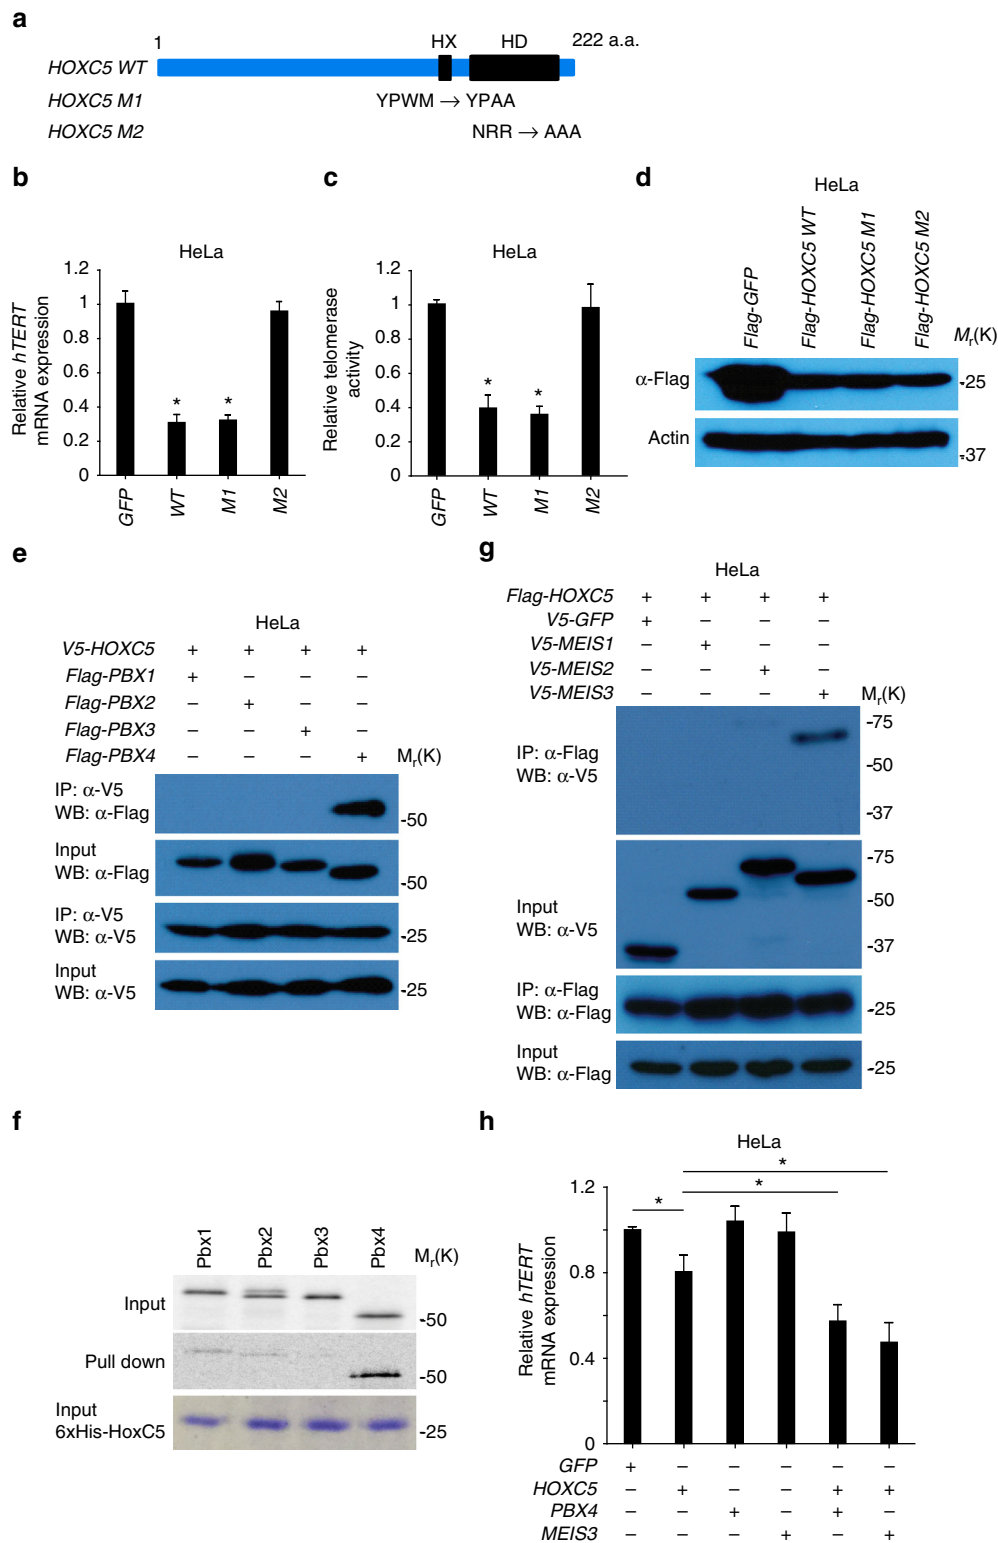 a
1 HX HD 222 a.a.
HOXC5 WT
HOXC5 M1 YPWM → YPAA
HOXC5 M2 NRR → AAA
b
HeLa
Relative hTERT
mRNA expression
1.2
1
0.8
0.6
0.4
0.2
0
GFP WT M1 M2
*
*
c
HeLa
Relative telomerase
activity
1.2
1
0.8
0.6
0.4
0.2
0
GFP WT M1 M2
*
*
d
HeLa
Flag-GFP
Flag-HOXC5 WT
Flag-HOXC5 M1
Flag-HOXC5 M2
Mr(K)
α-Flag -25
Actin -37
e
HeLa
V5-HOXC5 + + + +
Flag-PBX1 + – – –
Flag-PBX2 – + – –
Flag-PBX3 – – + –
Flag-PBX4 – – – + Mr(K)
IP: α-V5
WB: α-Flag -50
Input
WB: α-Flag -50
IP: α-V5
WB: α-V5 -25
Input
WB: α-V5 -25
g
HeLa
Flag-HOXC5 + + + +
V5-GFP + – – –
V5-MEIS1 – + – –
V5-MEIS2 – – + –
V5-MEIS3 – – – + Mr(K)
IP: α-Flag
WB: α-V5
-75
-50
-37
Input
WB: α-V5
-75
-50
-37
IP: α-Flag
WB: α-Flag -25
Input
WB: α-Flag -25
f
Pbx1 Pbx2 Pbx3 Pbx4 Mr(K)
Input -50
Pull down -50
Input
6xHis-HoxC5 -25
h
HeLa
Relative hTERT
mRNA expression
1.2
0.8
0.4
0
*
*
*
GFP + – – – – –
HOXC5 – + – – + +
PBX4 – – + – + –
MEIS3 – – – + – +